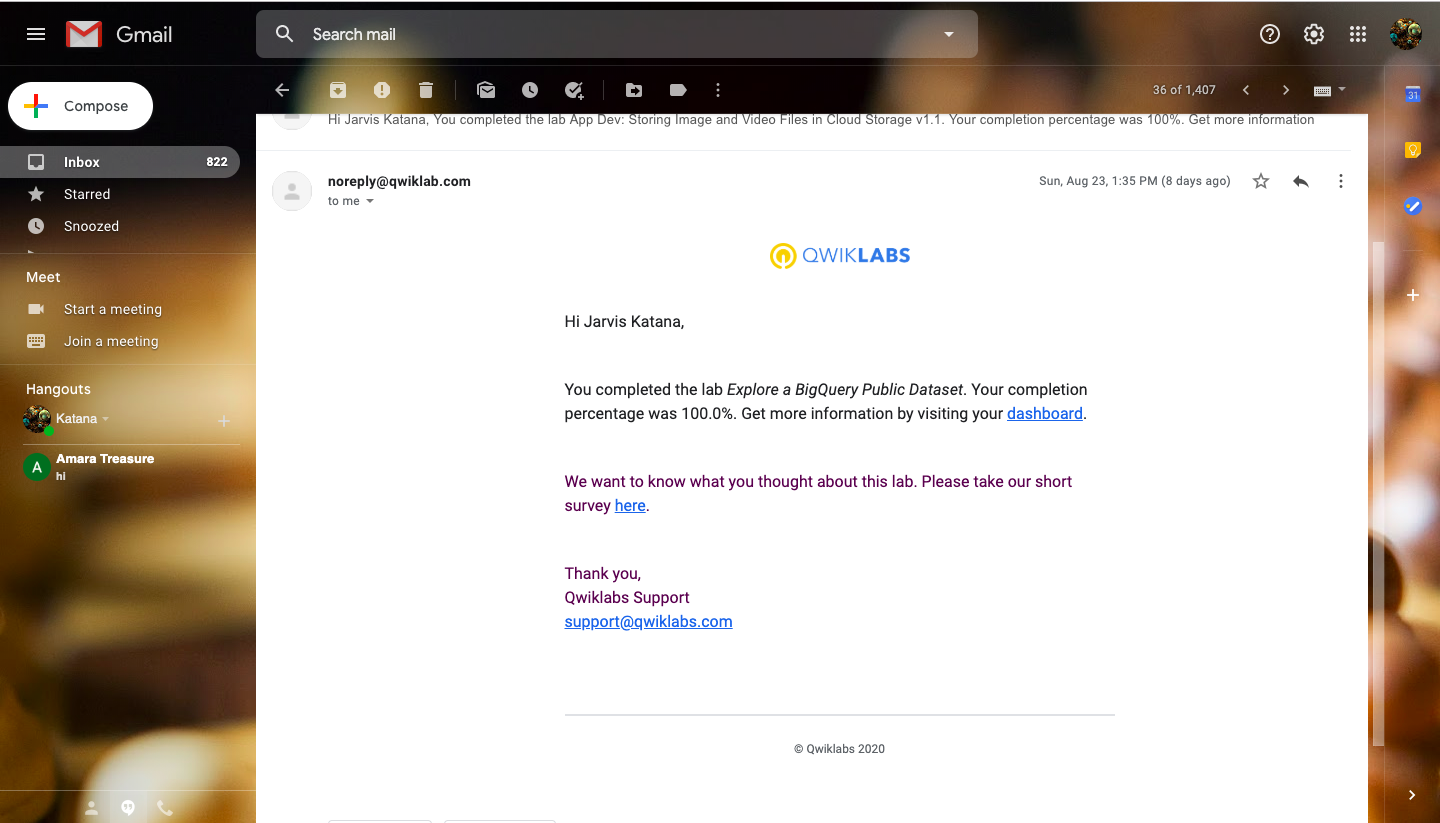 Gmail
Search mail
Compose
36 of 1,407
31
Inbox 822
Starred
Snoozed
Meet
Start a meeting
Join a meeting
Hangouts
Katana
A
Amara Treasure
hi
Hi Jarvis Katana, You completed the lab App Dev: Storing Image and Video Files in Cloud Storage v1.1. Your completion percentage was 100%. Get more information
noreply@qwiklab.com
Sun, Aug 23, 1:35 PM (8 days ago)
to me
QWIKLABS
Hi Jarvis Katana,
You completed the lab Explore a BigQuery Public Dataset. Your completion
percentage was 100.0%. Get more information by visiting your dashboard.
We want to know what you thought about this lab. Please take our short
survey here.
Thank you,
Qwiklabs Support
support@qwiklabs.com
© Qwiklabs 2020